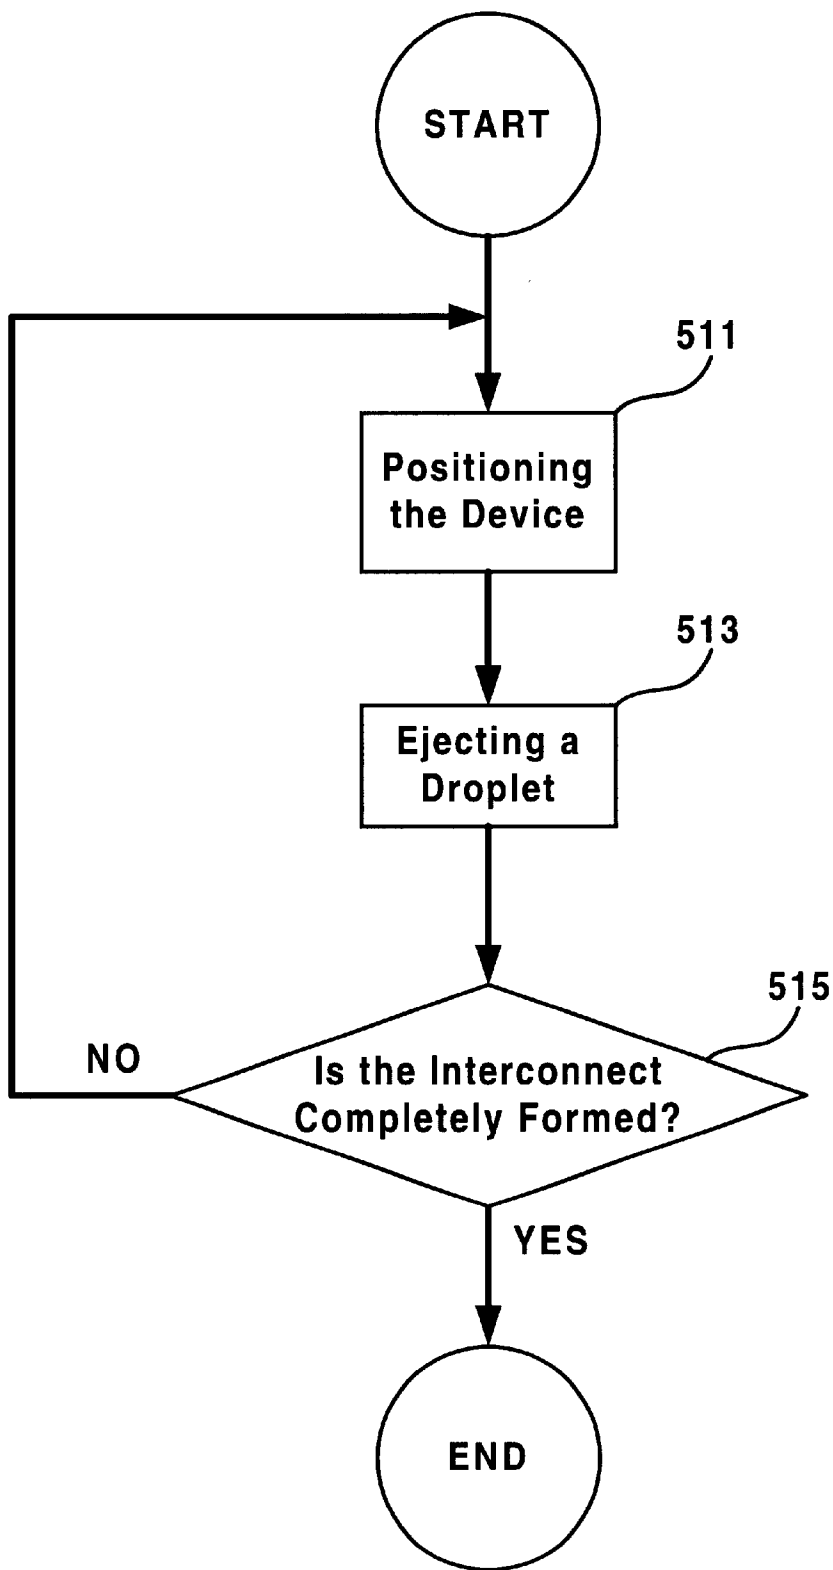 START
511
Positioning
the Device
513
Ejecting a
Droplet
515
NO
Is the Interconnect
Completely Formed?
YES
END